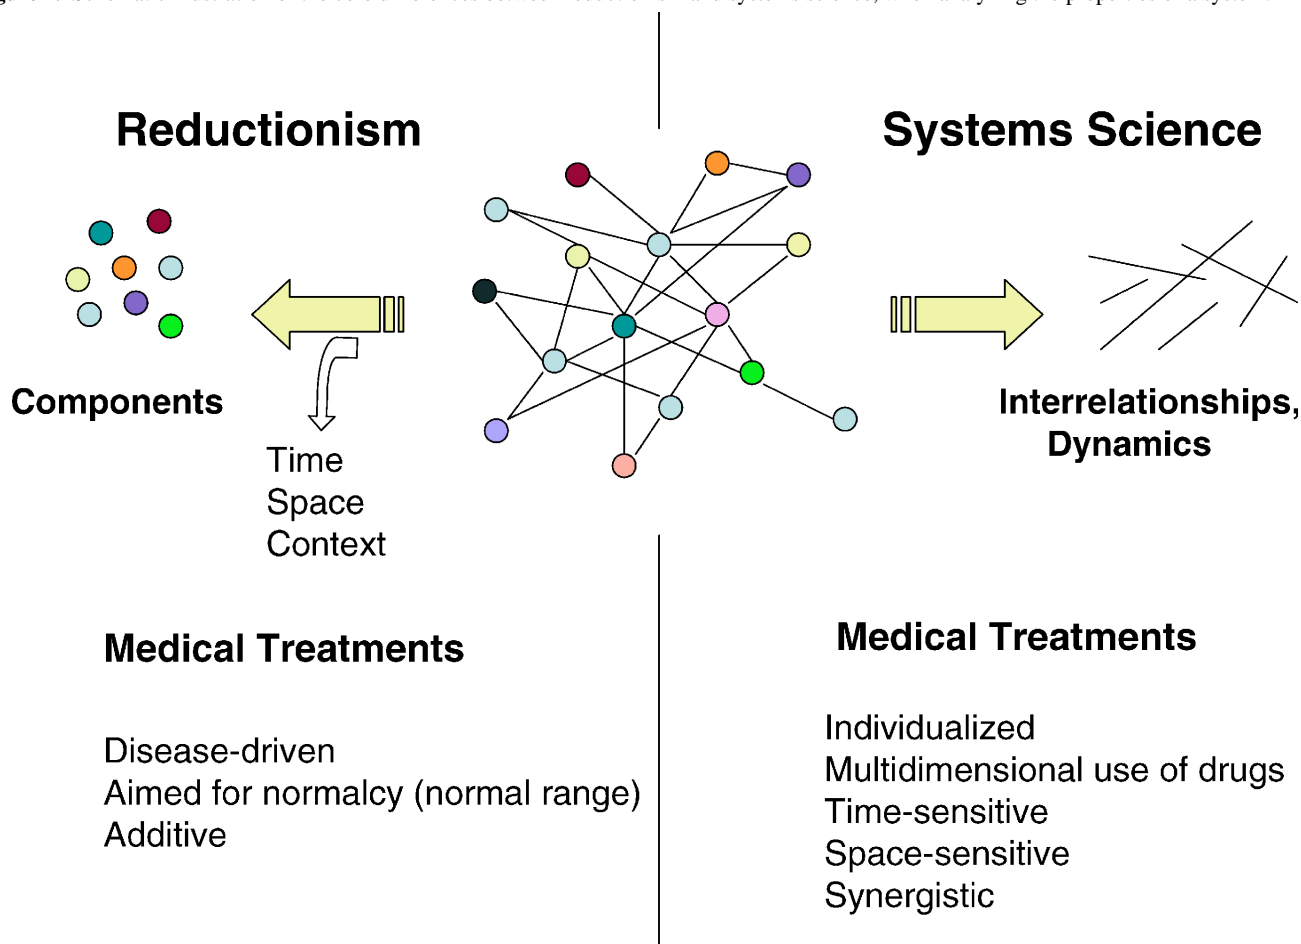 Reductionism
Systems Science
Components
Interrelationships,
Dynamics
Time
Space
Context
Medical Treatments
Disease-driven
Aimed for normalcy (normal range)
Additive
Medical Treatments
Individualized
Multidimensional use of drugs
Time-sensitive
Space-sensitive
Synergistic